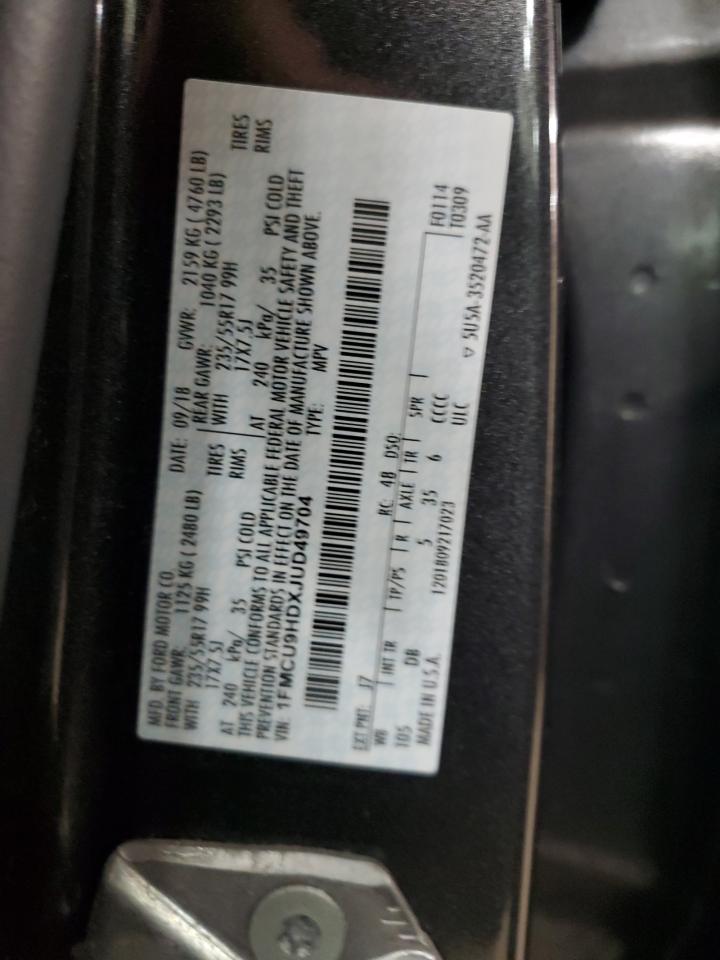 MFD. BY FORD MOTOR CO. DATE: 09/18 GVWR: 2159 KG ( 4760 LB)
FRONT GAWR: 1125 KG ( 2480 LB) REAR GAWR: 1040 KG ( 2293 LB)
WITH 235/55R17 99H TIRES WITH 235/55R17 99H TIRES
17X7.5J RIMS 17X7.5J RIMS
AT 240 kPa/ 35 PSI COLD AT 240 kPa/ 35 PSI COLD
THIS VEHICLE CONFORMS TO ALL APPLICABLE FEDERAL MOTOR VEHICLE SAFETY AND THEFT
PREVENTION STANDARDS IN EFFECT ON THE DATE OF MANUFACTURE SHOWN ABOVE.
VIN: 1FMCU9HDXJUD49704 TYPE: MPV
EXT PNT: J7 RC: 48 DSO: F0114
WB INT TR TP/PS R AXLE TR SPR T0309
105 DB 5 35 6 CCCC
MADE IN U.S.A. 1201809217023 UIC
▽ 5U5A-3520472-AA